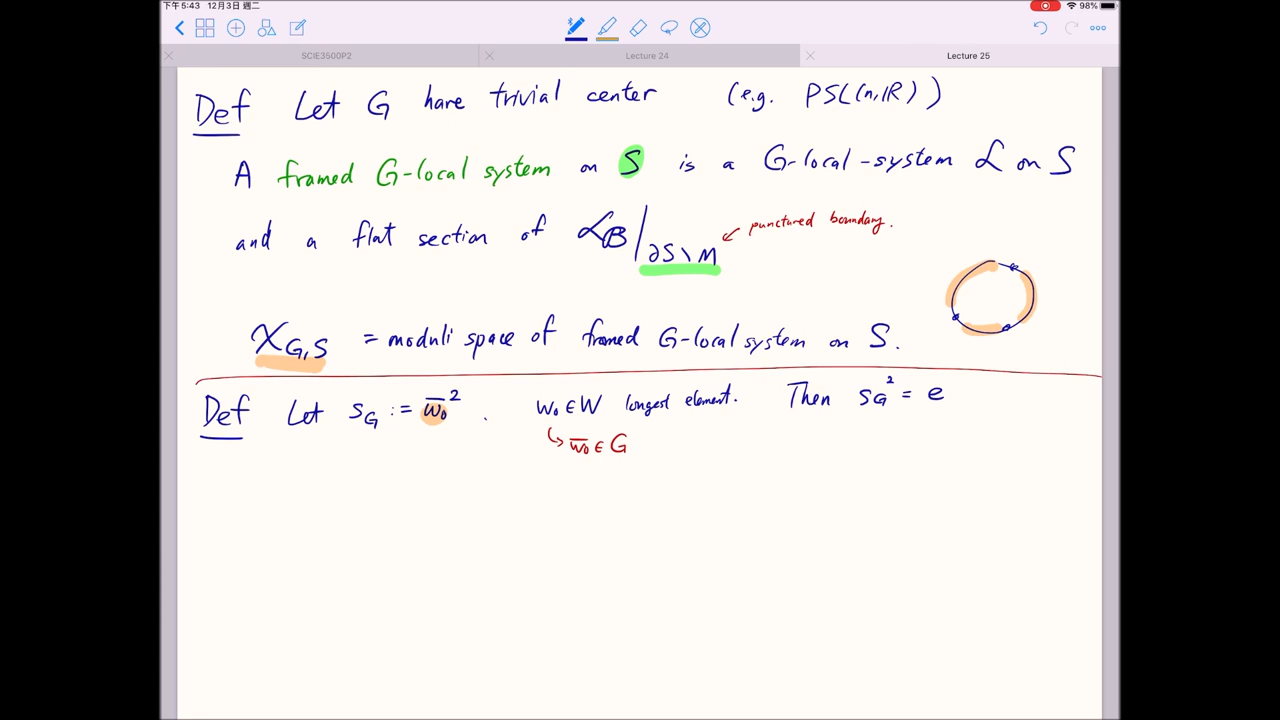 下午5:43 12月3日 週二
98%
SCIE3500P2
Lecture 24
Lecture 25
Def Let G have trivial center (e.g. PSL(n,ℝ))
A framed G-local system on S is a G-local-system ℒ on S
and a flat section of ℒ_B|_{∂S\M} ↙ punctured boundary.
𝒳_{G,S} = moduli space of framed G-local system on S.
Def Let s_G := w̄₀² . w₀ ∈ W longest element. Then s_G² = e
↳ w̄₀ ∈ G